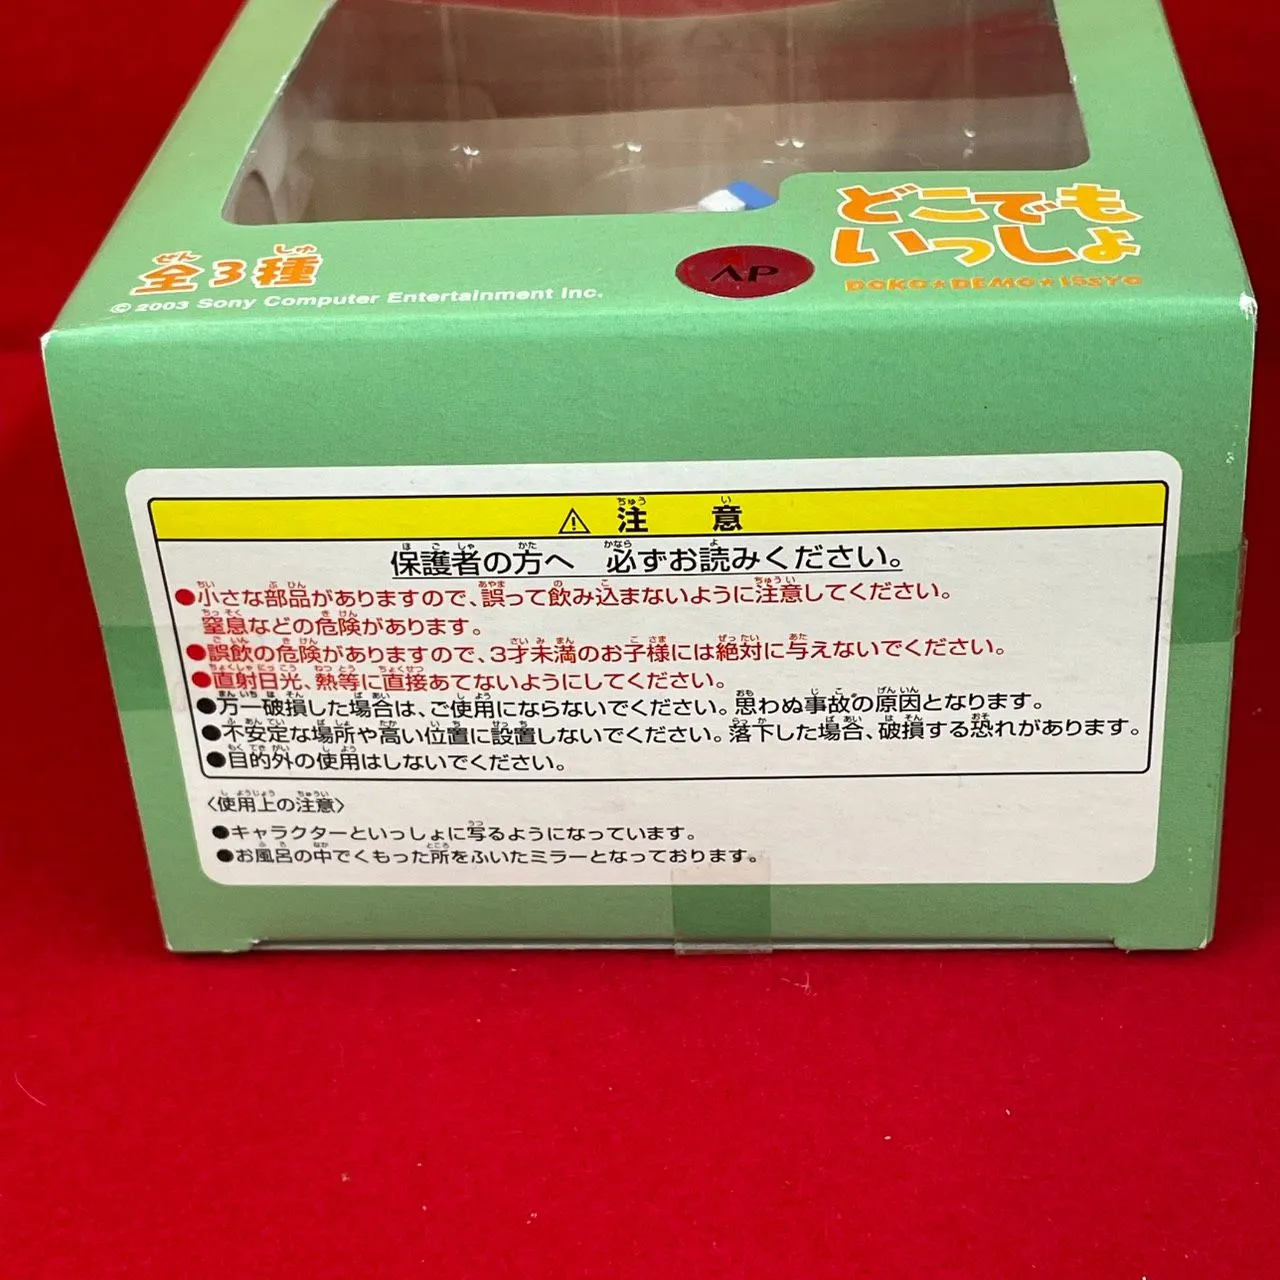 どこでも
いっしょ
DOKO★DEMO★ISSYO
全3種
© 2003 Sony Computer Entertainment Inc.
AP
⚠ 注意
保護者の方へ 必ずお読みください。
●小さな部品がありますので、誤って飲み込まないように注意してください。
窒息などの危険があります。
●誤飲の危険がありますので、3才未満のお子様には絶対に与えないでください。
●直射日光、熱等に直接あてないようにしてください。
●万一破損した場合は、ご使用にならないでください。思わぬ事故の原因となります。
●不安定な場所や高い位置に設置しないでください。落下した場合、破損する恐れがあります。
●目的外の使用はしないでください。
〈使用上の注意〉
●キャラクターといっしょに写るようになっています。
●お風呂の中でくもった所をふいたミラーとなっております。